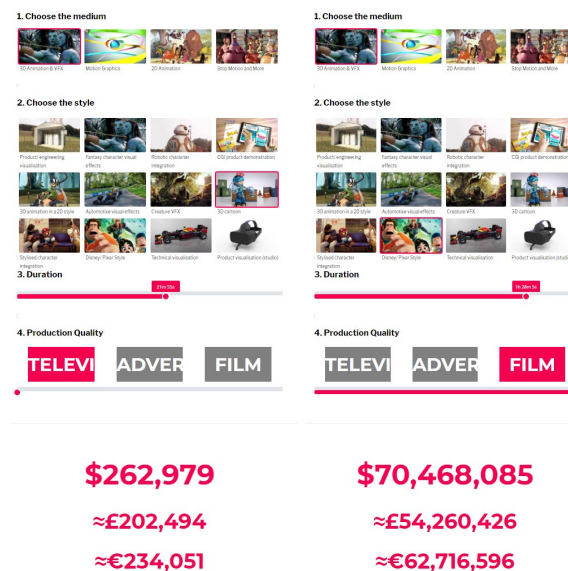 1. Choose the medium
3D Animation & VFX
Motion Graphics
2D Animation
Stop Motion and More
2. Choose the style
Product/ engineering visualisation
Fantasy character visual effects
Robotic character integration
CGI product demonstration
3D animation in a 2D style
Automotive visual effects
Creature VFX
3D cartoon
Stylised character integration
Disney/ Pixar Style
Technical visualisation
Product visualisation (studio)
3. Duration
21m 55s
4. Production Quality
TELEVI
ADVER
FILM
$262,979
≈£202,494
≈€234,051
1. Choose the medium
3D Animation & VFX
Motion Graphics
2D Animation
Stop Motion and More
2. Choose the style
Product/ engineering visualisation
Fantasy character visual effects
Robotic character integration
CGI product demonstration
3D animation in a 2D style
Automotive visual effects
Creature VFX
3D cartoon
Stylised character integration
Disney/ Pixar Style
Technical visualisation
Product visualisation (studio)
3. Duration
1h 28m 5s
4. Production Quality
TELEVI
ADVER
FILM
$70,468,085
≈£54,260,426
≈€62,716,596